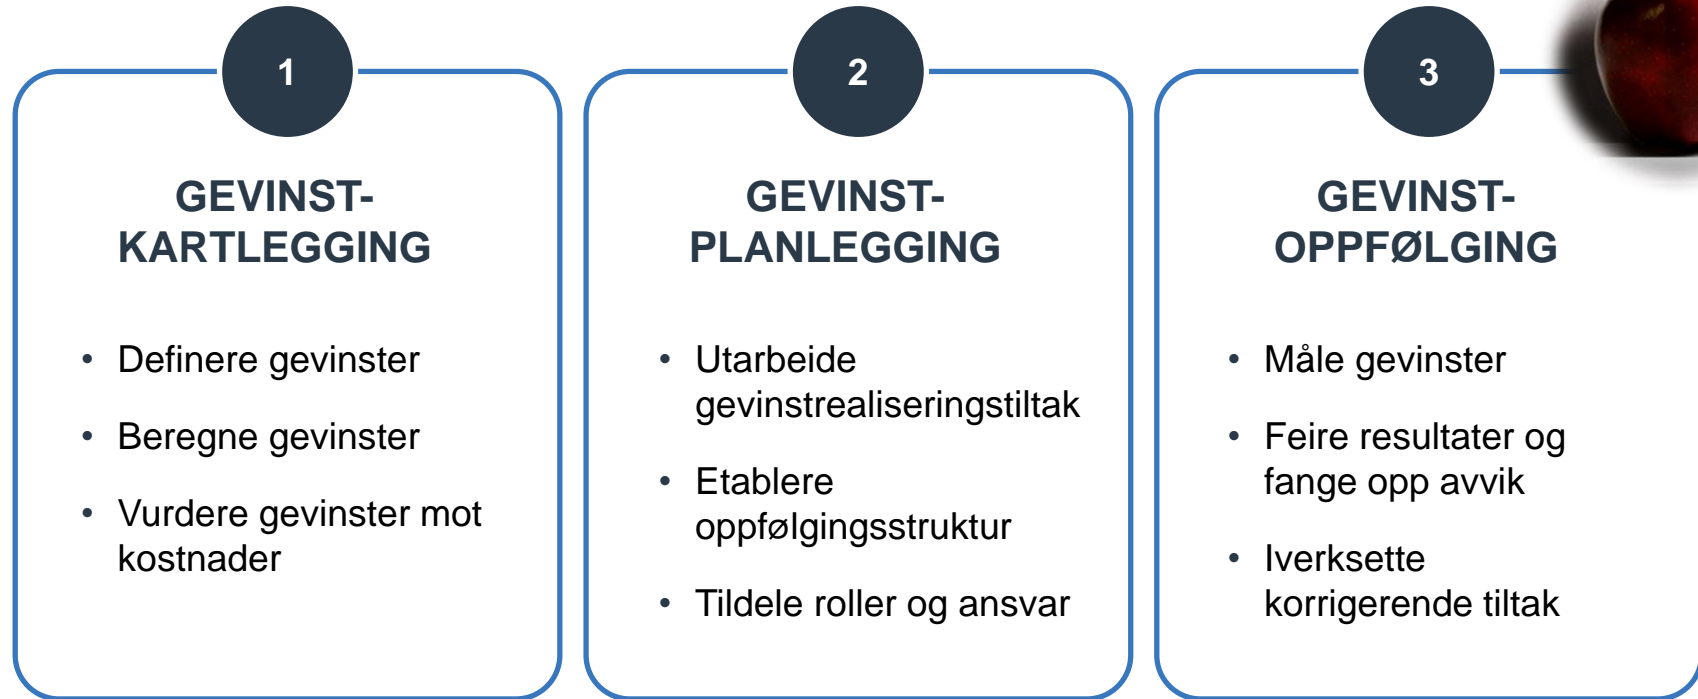 1
GEVINST-
KARTLEGGING
• Definere gevinster
• Beregne gevinster
• Vurdere gevinster mot
kostnader
2
GEVINST-
PLANLEGGING
• Utarbeide
gevinstrealiseringstiltak
• Etablere
oppfølgingsstruktur
• Tildele roller og ansvar
3
GEVINST-
OPPFØLGING
• Måle gevinster
• Feire resultater og
fange opp avvik
• Iverksette
korrigerende tiltak